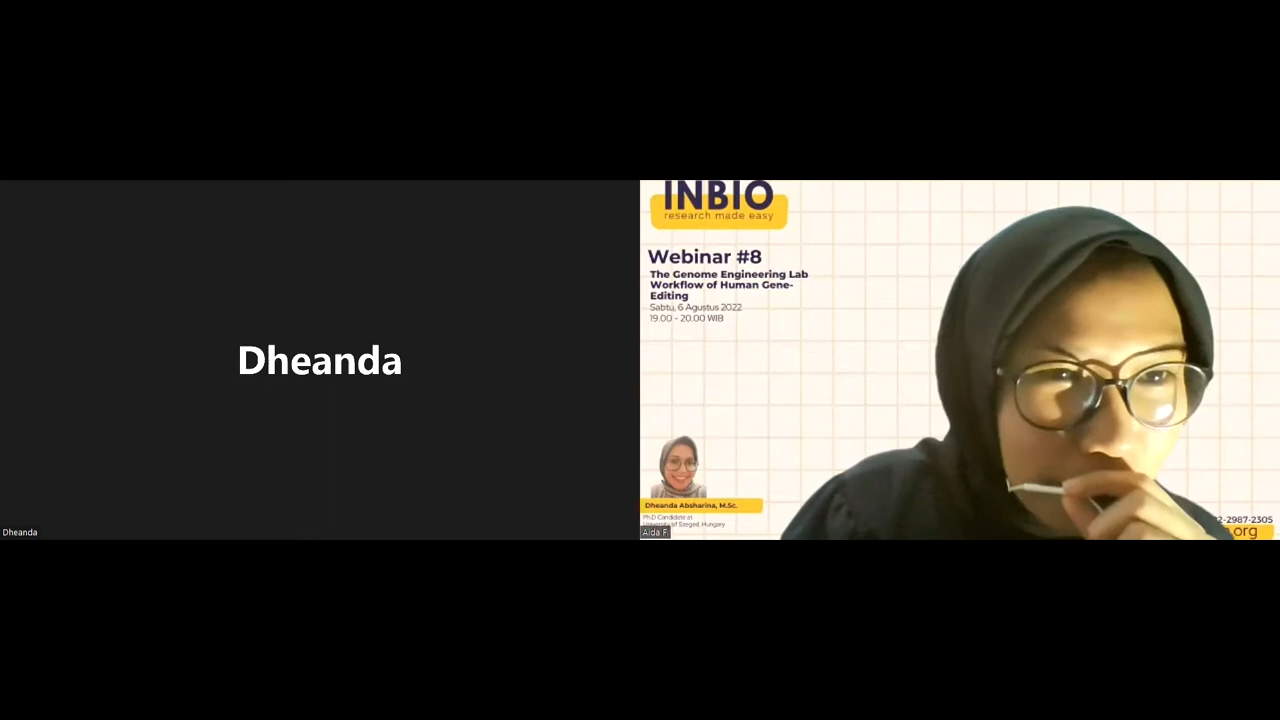 Dheanda
Dheanda
INBIO
research made easy
Webinar #8
The Genome Engineering Lab
Workflow of Human Gene-
Editing
Sabtu, 6 Agustus 2022
19.00 - 20.00 WIB
Dheanda Absharina, M.Sc.
Ph.D Candidate at
University of Szeged, Hungary
Aida F.
2-2987-2305
.org